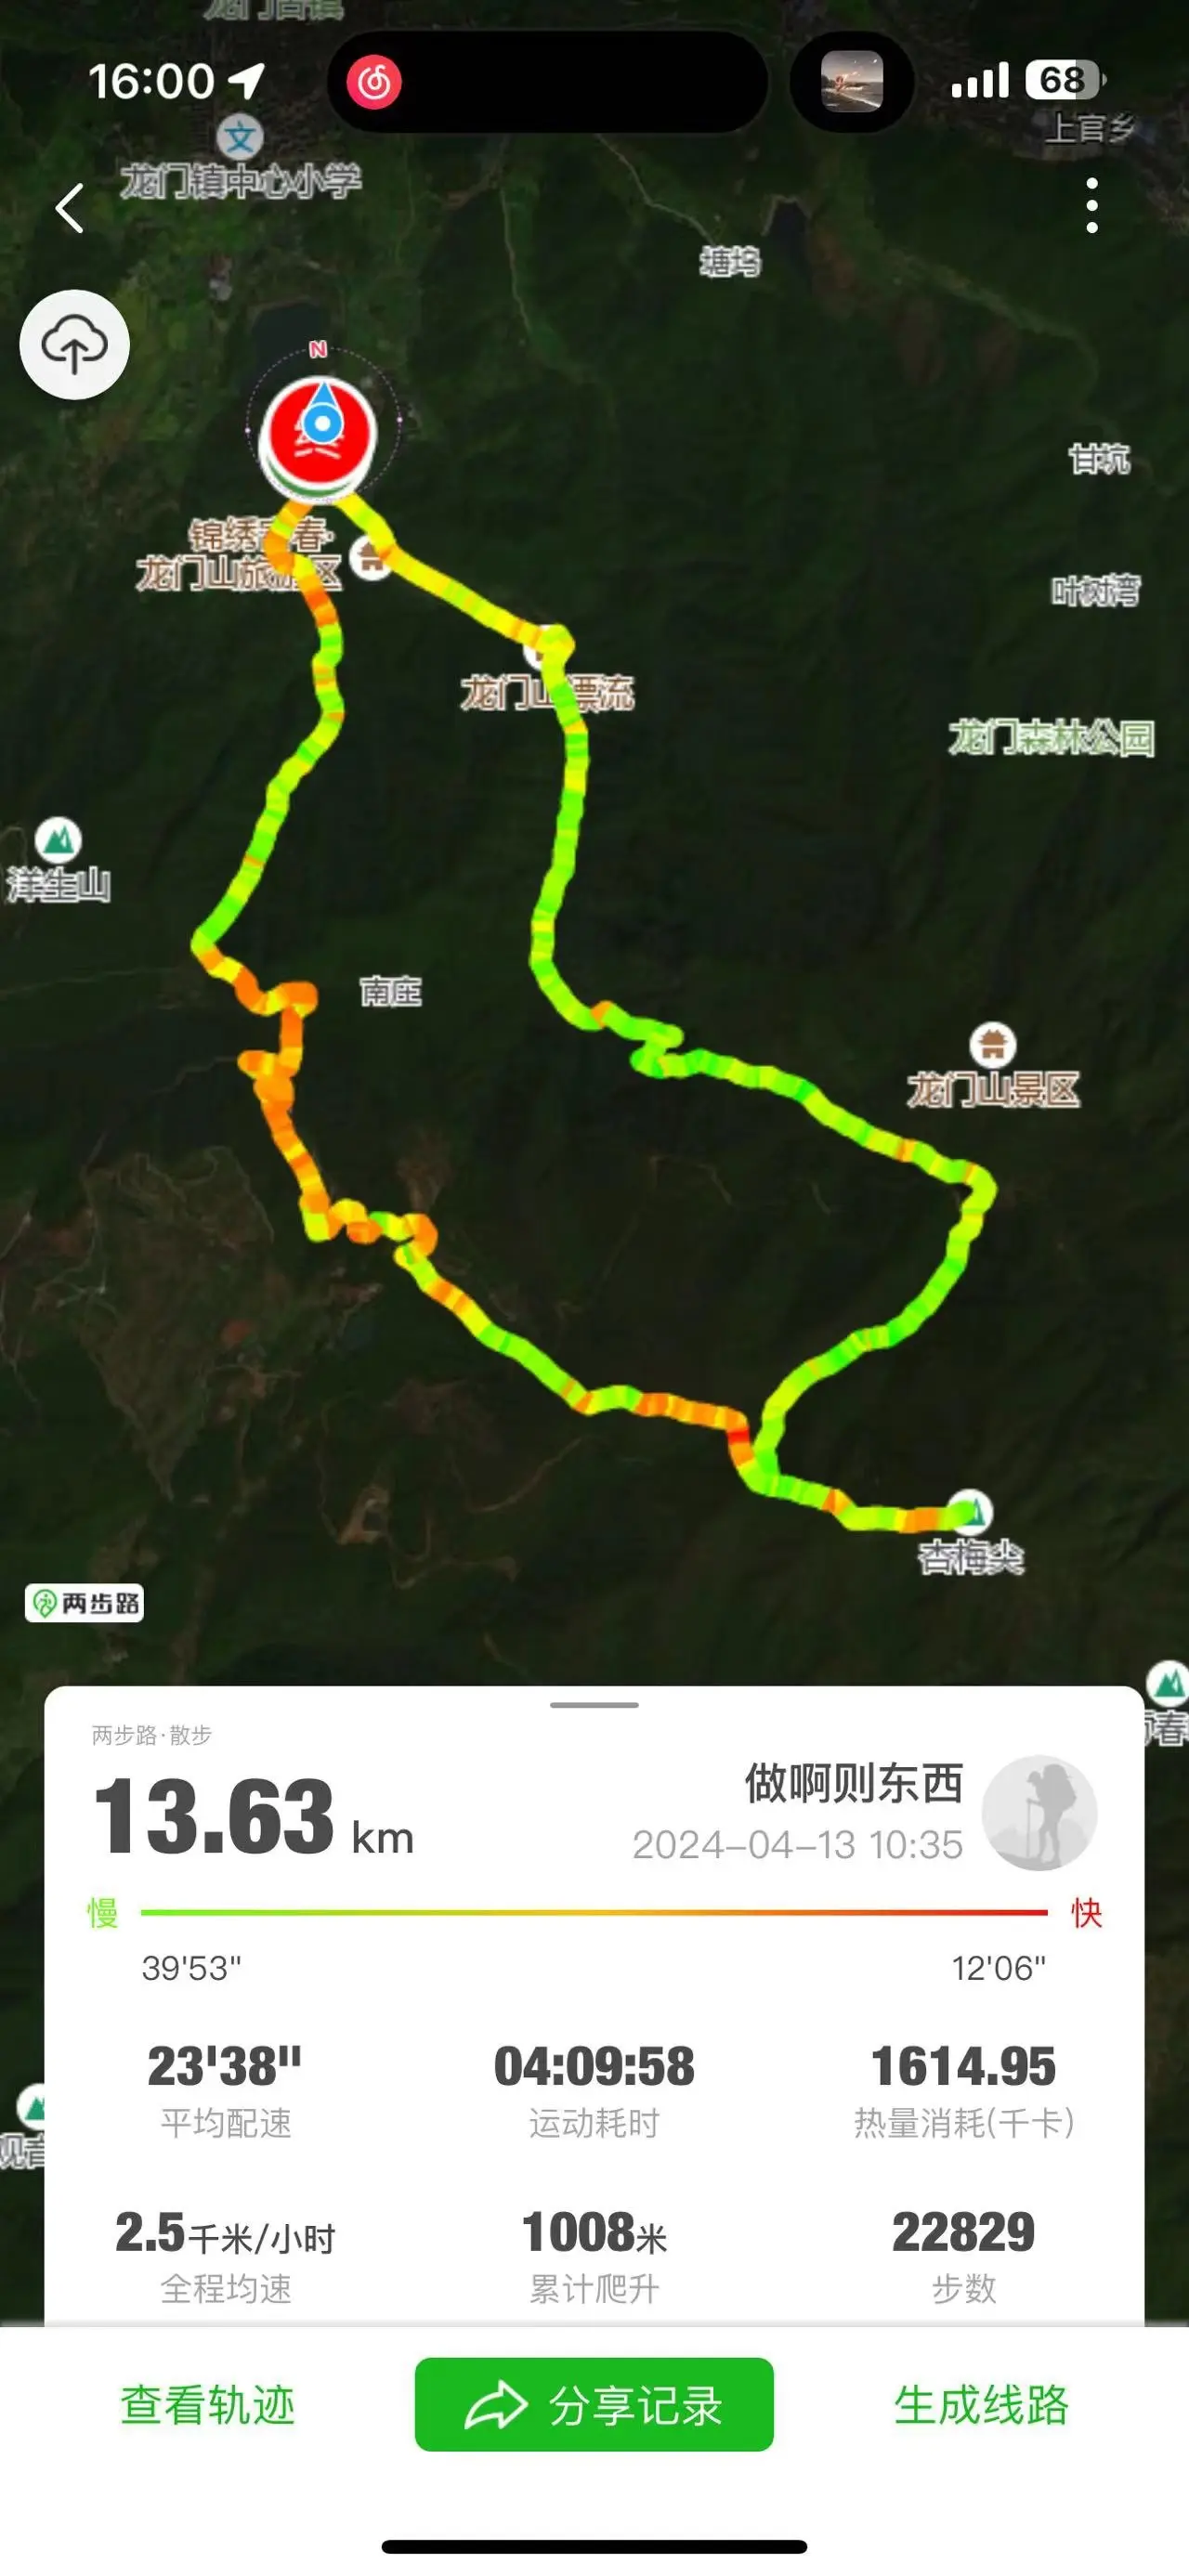 龙门古镇
16:00
68
上官乡
文
龙门镇中心小学
塘坞
N
甘坑
锦绣
春·
龙门山旅游区
叶树湾
龙门山漂流
龙门森林公园
洋生山
南庄
龙门山景区
杏梅尖
两步路
两步路·散步
13.63 km
做啊则东西
2024-04-13 10:35
慢
快
39'53"
12'06"
23'38"
04:09:58
1614.95
平均配速
运动耗时
热量消耗(千卡)
2.5千米/小时
1008米
22829
全程均速
累计爬升
步数
查看轨迹
分享记录
生成线路